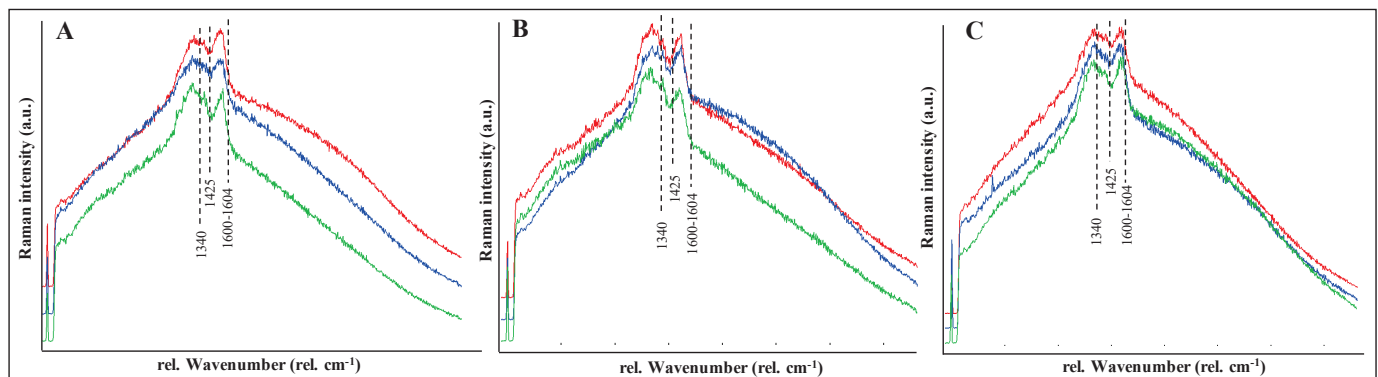 A
Raman intensity (a.u.)
1340
1425
1600-1604
rel. Wavenumber (rel. cm-1)
B
Raman intensity (a.u.)
1340
1425
1600-1604
rel. Wavenumber (rel. cm-1)
C
Raman intensity (a.u.)
1340
1425
1600-1604
rel. Wavenumber (rel. cm-1)